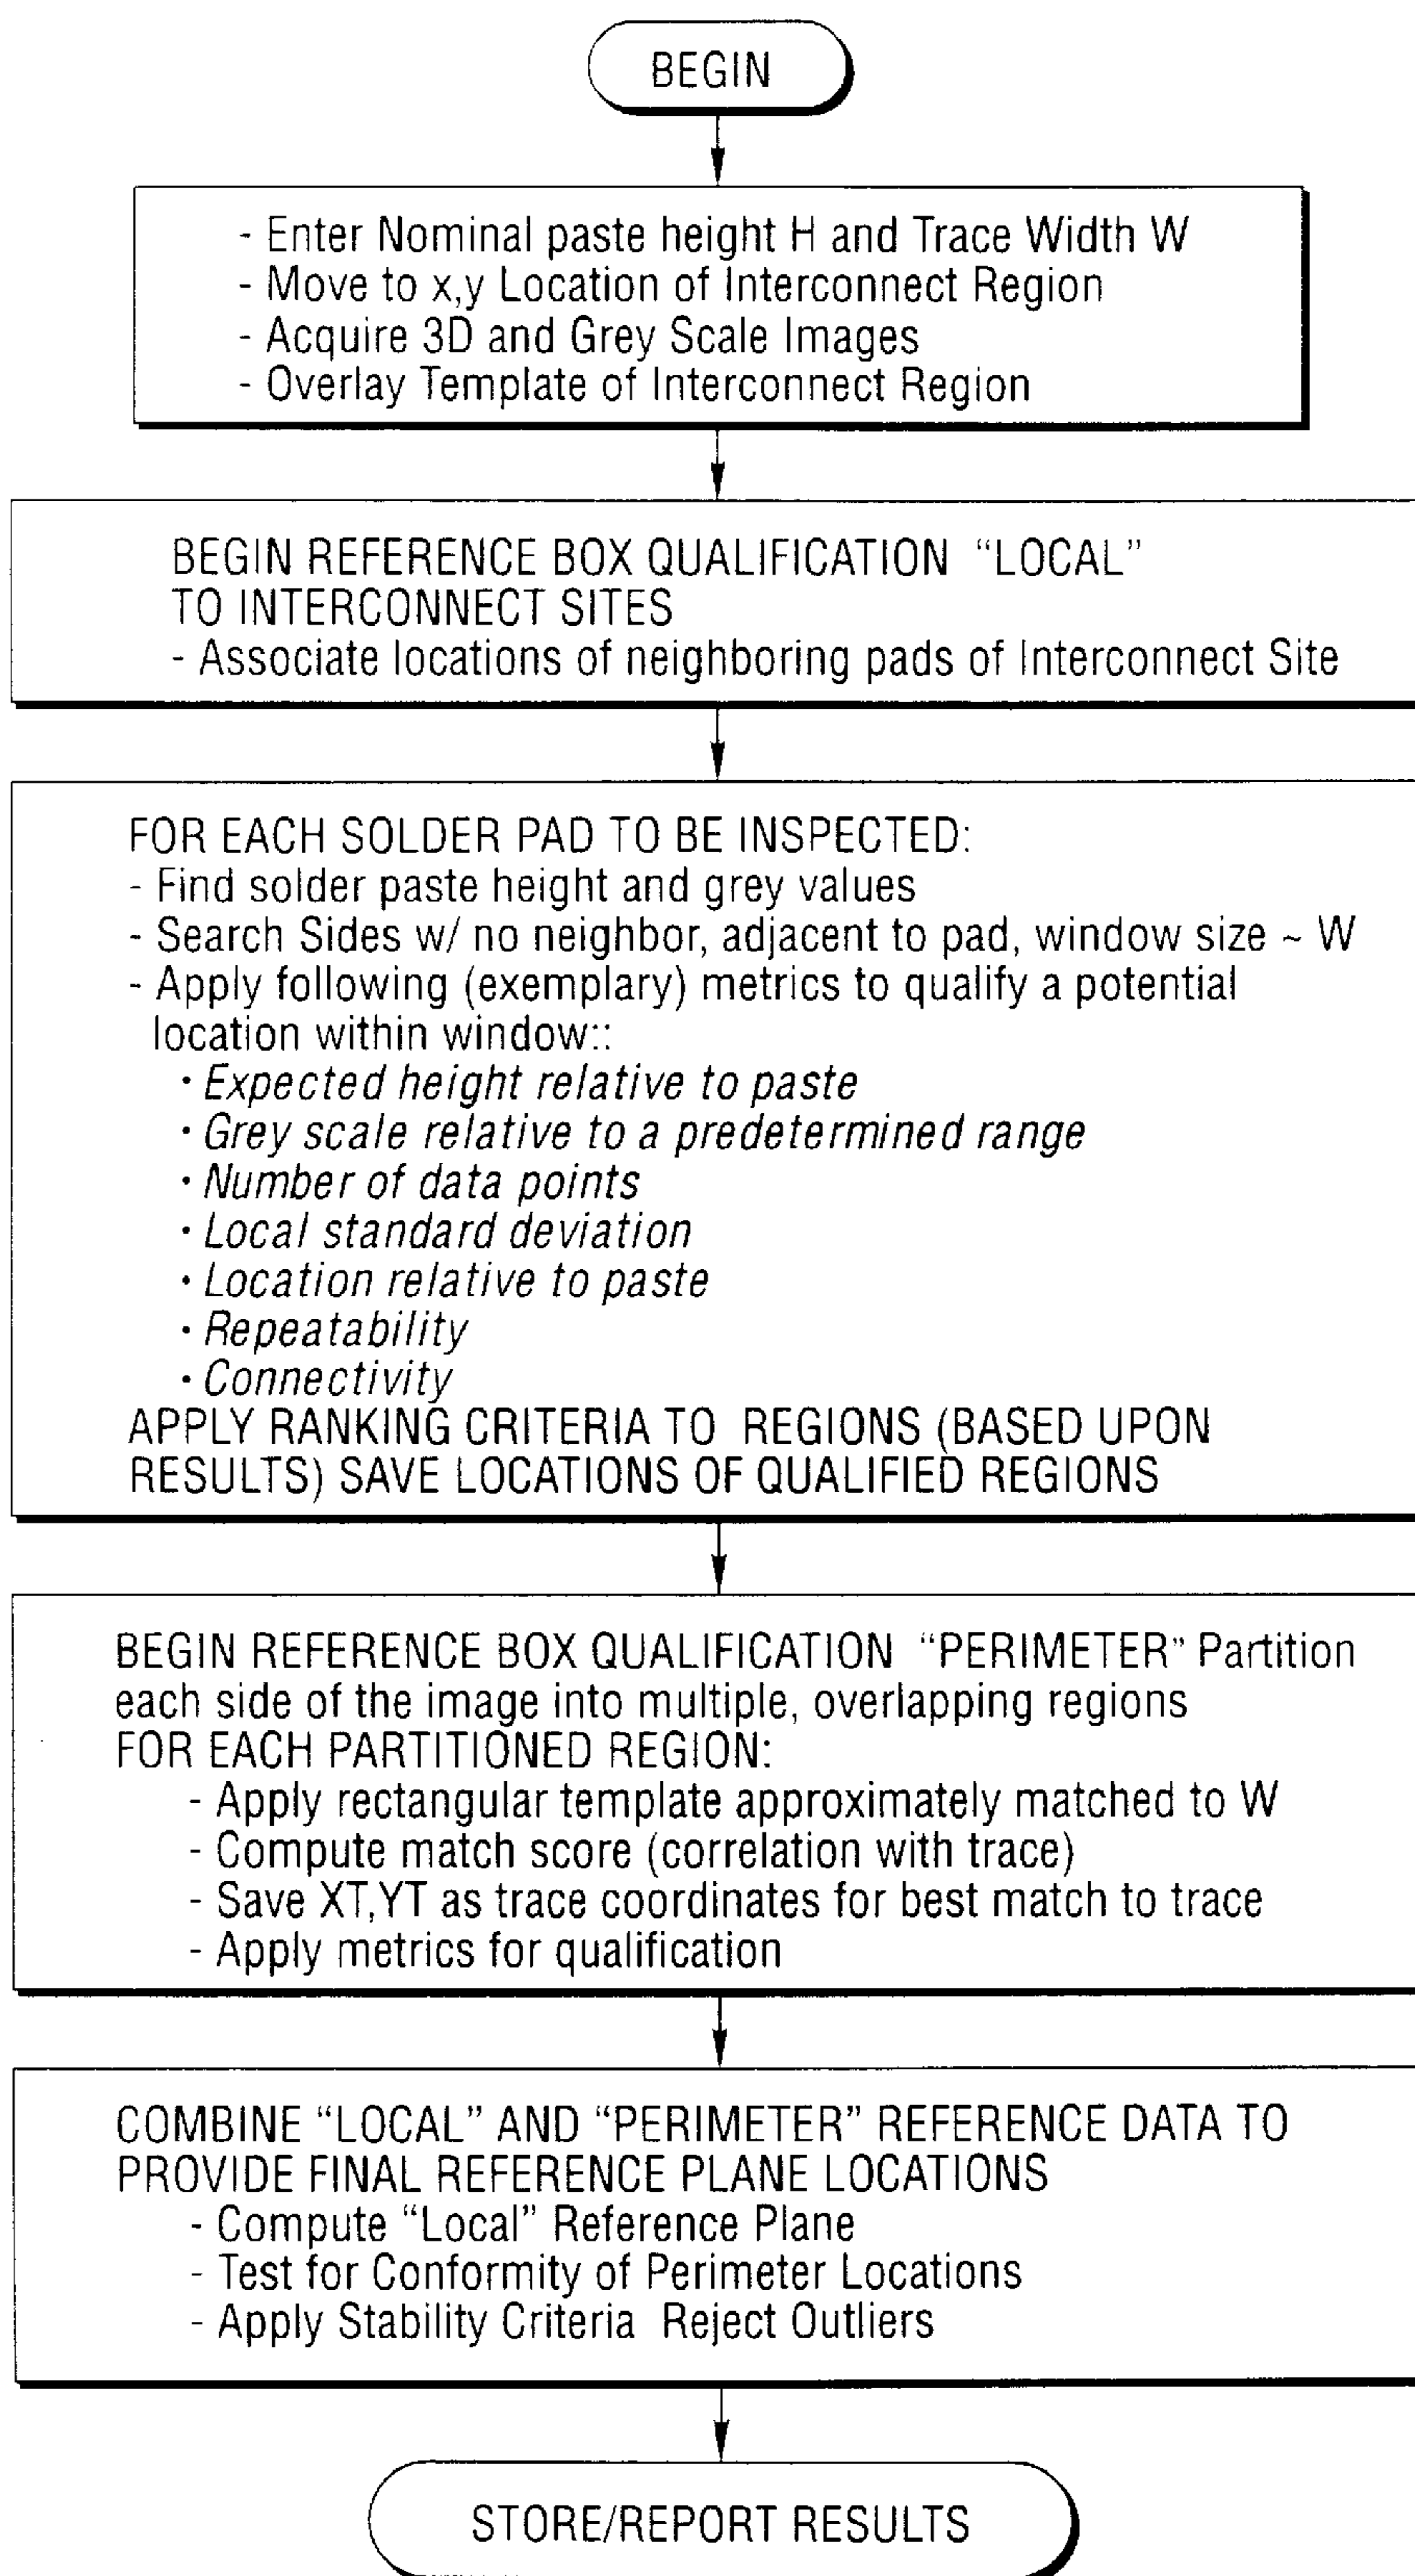 BEGIN
- Enter Nominal paste height H and Trace Width W
- Move to x,y Location of Interconnect Region
- Acquire 3D and Grey Scale Images
- Overlay Template of Interconnect Region
BEGIN REFERENCE BOX QUALIFICATION “LOCAL”
TO INTERCONNECT SITES
- Associate locations of neighboring pads of Interconnect Site
FOR EACH SOLDER PAD TO BE INSPECTED:
- Find solder paste height and grey values
- Search Sides w/ no neighbor, adjacent to pad, window size ~ W
- Apply following (exemplary) metrics to qualify a potential
location within window::
· Expected height relative to paste
· Grey scale relative to a predetermined range
· Number of data points
· Local standard deviation
· Location relative to paste
· Repeatability
· Connectivity
APPLY RANKING CRITERIA TO REGIONS (BASED UPON
RESULTS) SAVE LOCATIONS OF QUALIFIED REGIONS
BEGIN REFERENCE BOX QUALIFICATION “PERIMETER” Partition
each side of the image into multiple, overlapping regions
FOR EACH PARTITIONED REGION:
- Apply rectangular template approximately matched to W
- Compute match score (correlation with trace)
- Save XT,YT as trace coordinates for best match to trace
- Apply metrics for qualification
COMBINE “LOCAL” AND “PERIMETER” REFERENCE DATA TO
PROVIDE FINAL REFERENCE PLANE LOCATIONS
- Compute “Local” Reference Plane
- Test for Conformity of Perimeter Locations
- Apply Stability Criteria Reject Outliers
STORE/REPORT RESULTS